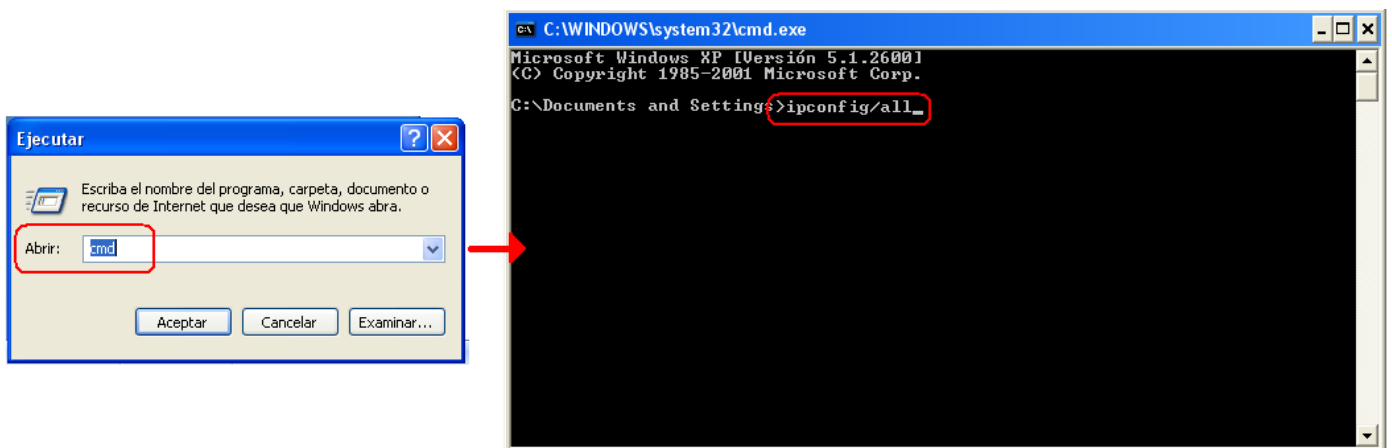 Ejecutar
Escriba el nombre del programa, carpeta, documento o
recurso de Internet que desea que Windows abra.
Abrir: cmd
Aceptar Cancelar Examinar...
C:\WINDOWS\system32\cmd.exe
Microsoft Windows XP [Versión 5.1.2600]
(C) Copyright 1985-2001 Microsoft Corp.
C:\Documents and Settings>ipconfig/all_